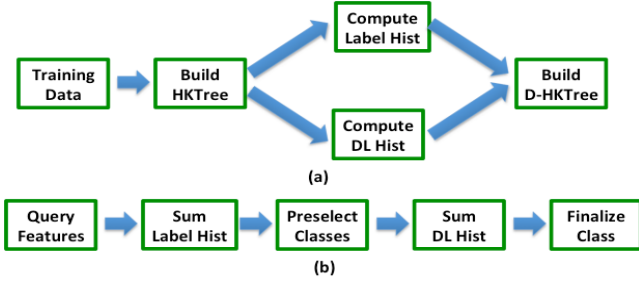 Training
Data
Build
HKTree
Compute
Label Hist
Compute
DL Hist
Build
D-HKTree
(a)
Query
Features
Sum
Label Hist
Preselect
Classes
Sum
DL Hist
Finalize
Class
(b)